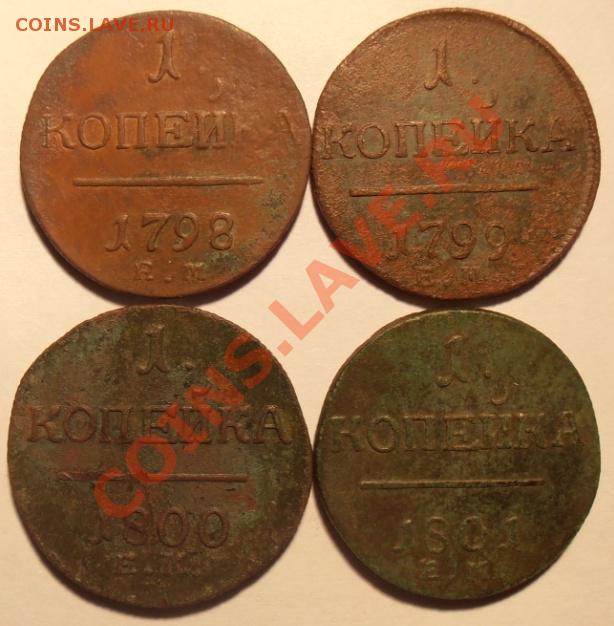 COINS.LAVE.RU
1.
КОПЕЙКА
1798
Е.М.
1.
КОПЕЙКА
1799
Е.М.
1.
КОПЕЙКА
1800
Е.М.
1.
КОПЕЙКА
1801
Е.М.
COINS.LAVE.RU